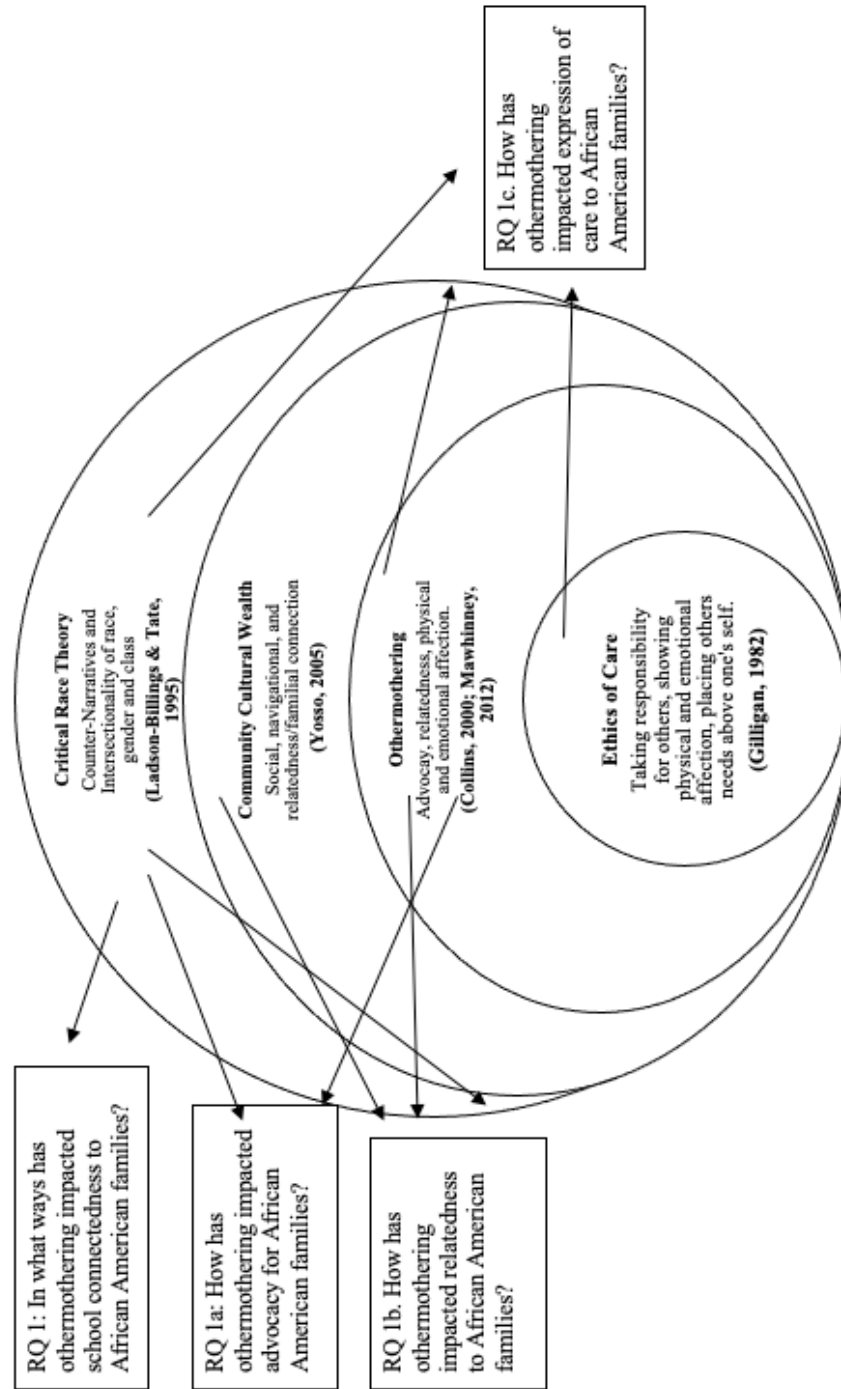 RQ 1: In what ways has
othermothering impacted
school connectedness to
African American families?
RQ 1a: How has
othermothering impacted
advocacy for African
American families?
RQ 1b. How has
othermothering
impacted relatedness
to African American
families?
Critical Race Theory
Counter-Narratives and
Intersectionality of race,
gender and class
(Ladson-Billings & Tate,
1995)
Community Cultural Wealth
Social, navigational, and
relatedness/familial connection
(Yosso, 2005)
Othermothering
Advocacy, relatedness, physical
and emotional affection.
(Collins, 2000; Mawhinney,
2012)
Ethics of Care
Taking responsibility
for others, showing
physical and emotional
affection, placing others
needs above one's self.
(Gilligan, 1982)
RQ 1c. How has
othermothering
impacted expression of
care to African
American families?